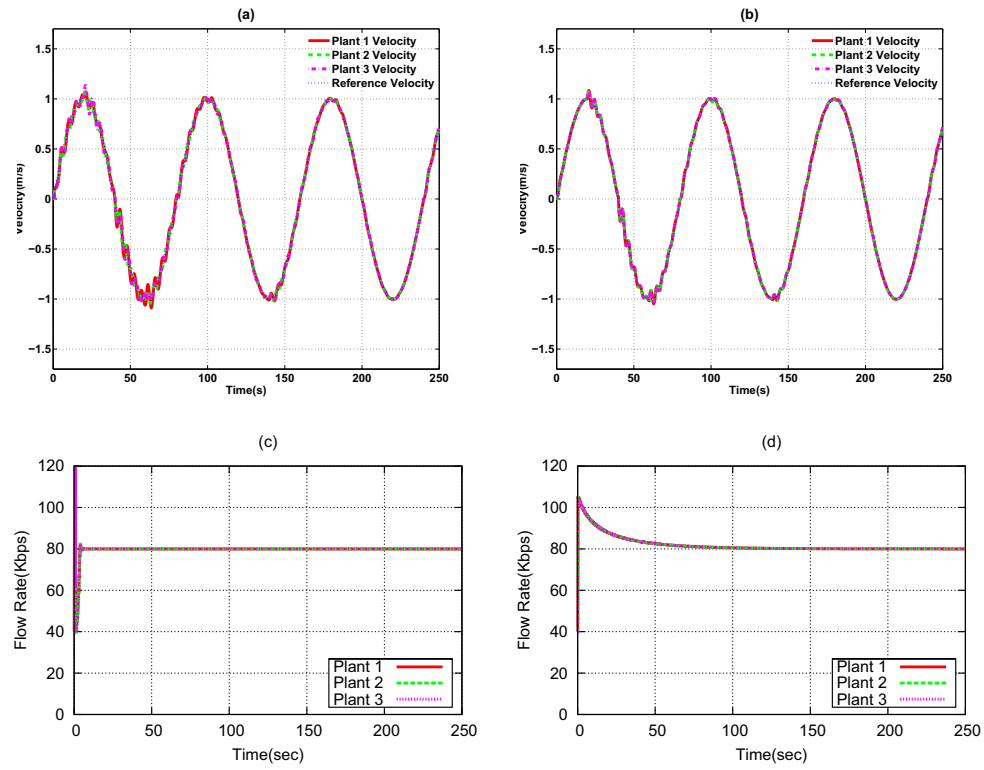 (a)
Plant 1 Velocity
Plant 2 Velocity
Plant 3 Velocity
Reference Velocity
1.5
1
0.5
0
−0.5
−1
−1.5
Velocity(m/s)
0 50 100 150 200 250
Time(s)
(b)
Plant 1 Velocity
Plant 2 Velocity
Plant 3 Velocity
Reference Velocity
1.5
1
0.5
0
−0.5
−1
−1.5
Velocity(m/s)
0 50 100 150 200 250
Time(s)
(c)
120
100
80
60
40
20
0
Flow Rate(Kbps)
Plant 1
Plant 2
Plant 3
0 50 100 150 200 250
Time(sec)
(d)
120
100
80
60
40
20
0
Flow Rate(Kbps)
Plant 1
Plant 2
Plant 3
0 50 100 150 200 250
Time(sec)